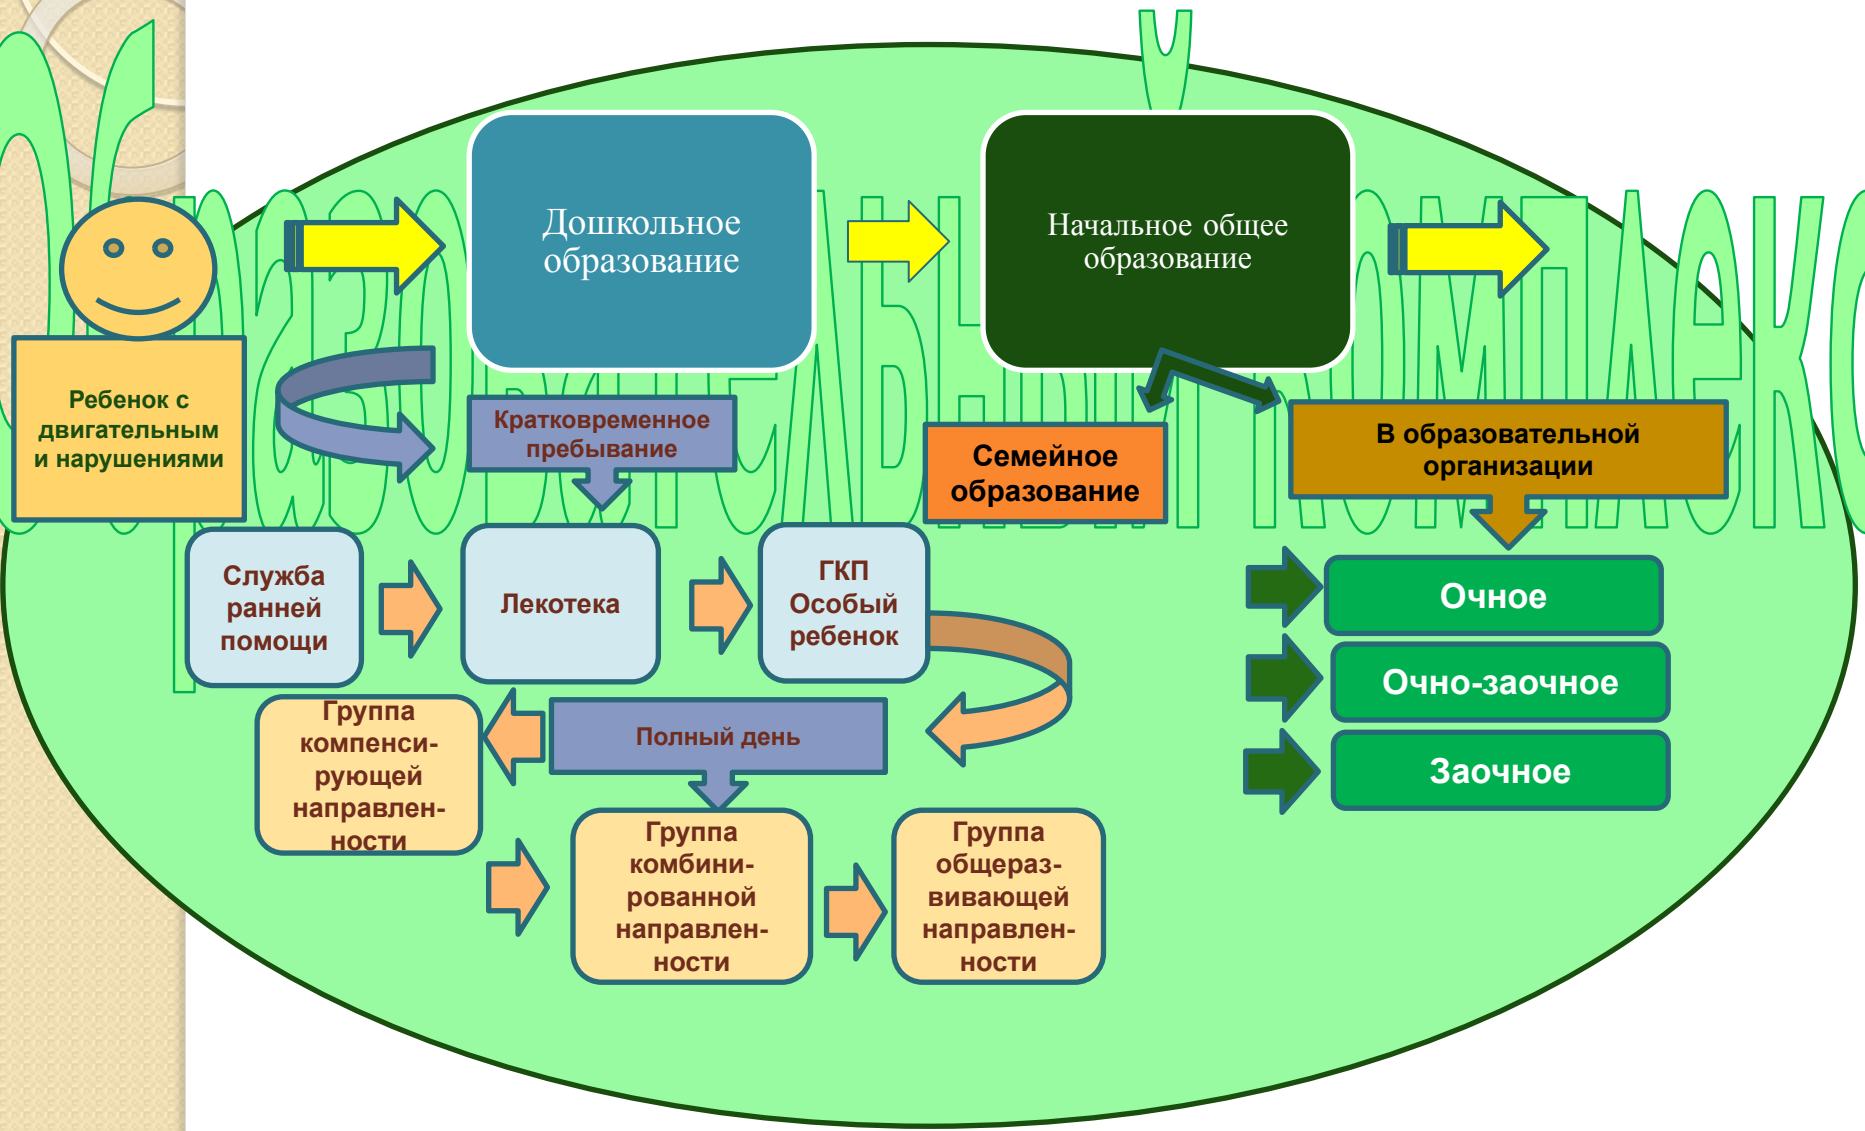 Образовательный комплекс
Дошкольное
образование
Начальное общее
образование
Ребенок с
двигательным
и нарушениями
Кратковременное
пребывание
Семейное
образование
В образовательной
организации
Служба
ранней
помощи
Лекотека
ГКП
Особый
ребенок
Очное
Очно-заочное
Заочное
Полный день
Группа
компенси-
рующей
направлен-
ности
Группа
комбини-
рованной
направлен-
ности
Группа
общераз-
вивающей
направлен-
ности